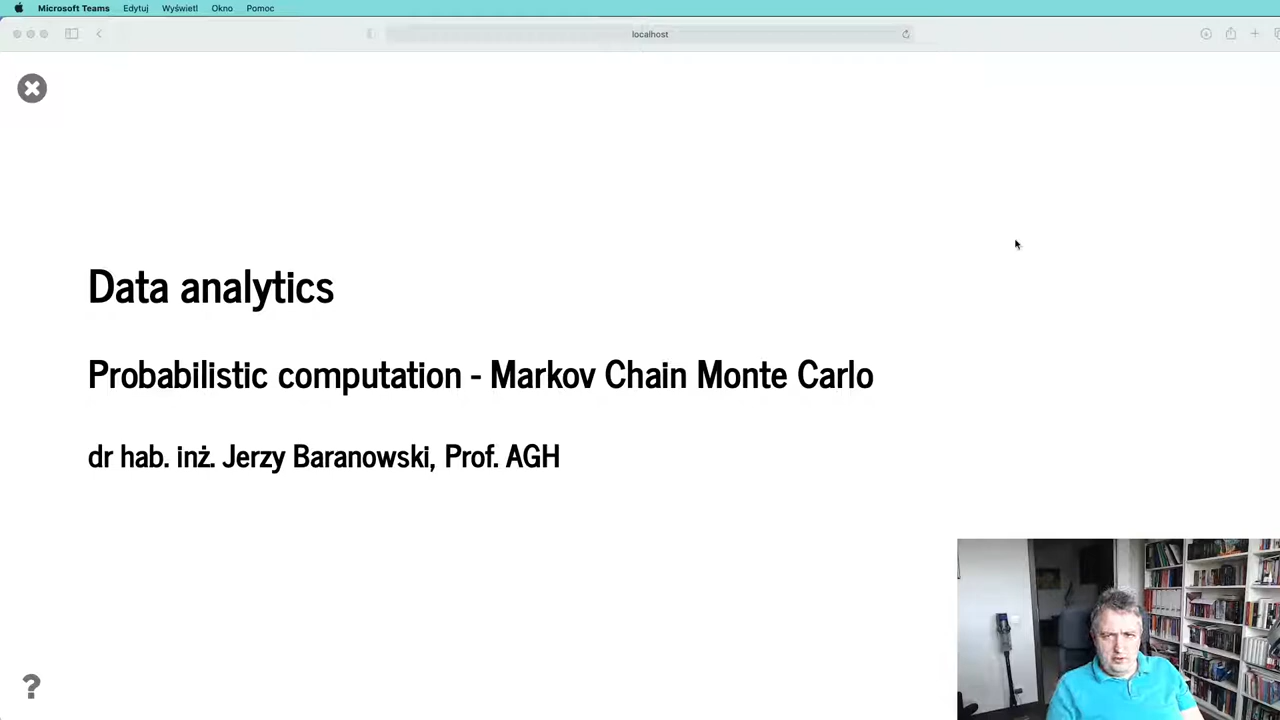 Microsoft Teams Edytuj Wyświetl Okno Pomoc
localhost
Data analytics
Probabilistic computation - Markov Chain Monte Carlo
dr hab. inż. Jerzy Baranowski, Prof. AGH
?